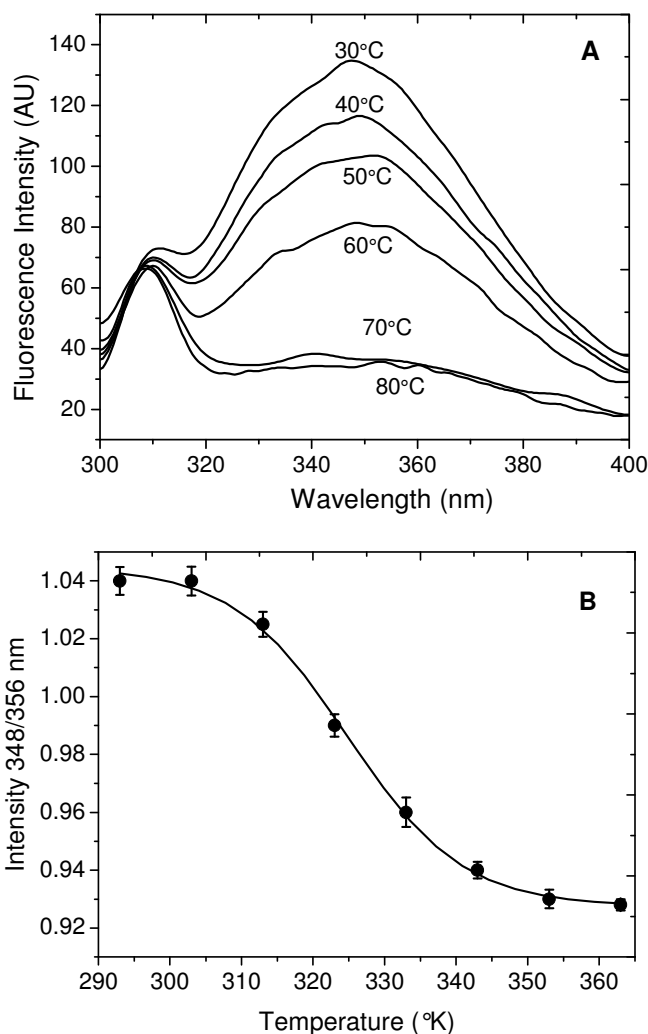 A
30°C
40°C
50°C
60°C
70°C
80°C
140
120
100
80
60
40
20
Fluorescence Intensity (AU)
300 320 340 360 380 400
Wavelength (nm)
B
1.04
1.02
1.00
0.98
0.96
0.94
0.92
Intensity 348/356 nm
290 300 310 320 330 340 350 360
Temperature (°K)